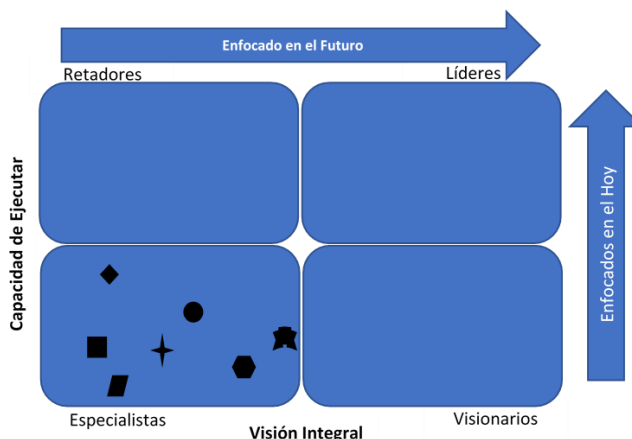 Enfocado en el Futuro
Retadores
Líderes
Capacidad de Ejecutar
Enfocados en el Hoy
Especialistas
Visionarios
Visión Integral